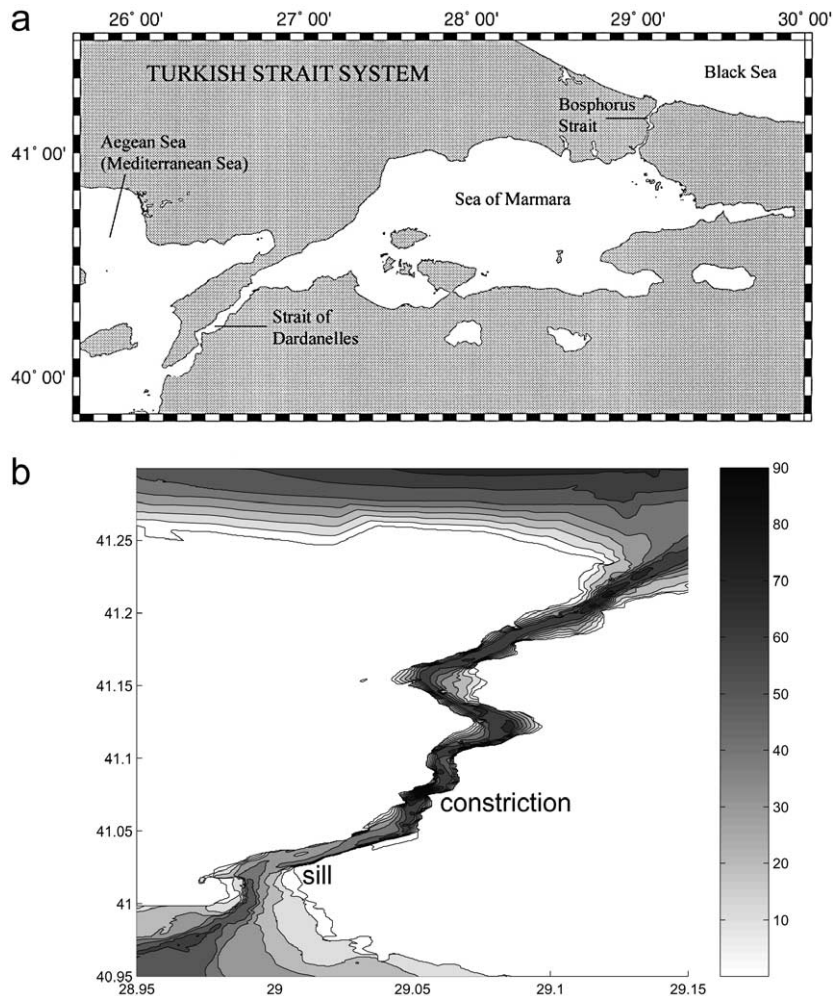 a
26° 00'
27° 00'
28° 00'
29° 00'
30° 00'
TURKISH STRAIT SYSTEM
Black Sea
Bosphorus
Strait
Aegean Sea
(Mediterranean Sea)
41° 00'
Sea of Marmara
Strait of
Dardanelles
40° 00'
b
90
80
70
60
50
40
30
20
10
41.25
41.2
41.15
41.1
41.05
41
40.95
constriction
sill
28.95
29
29.05
29.1
29.15